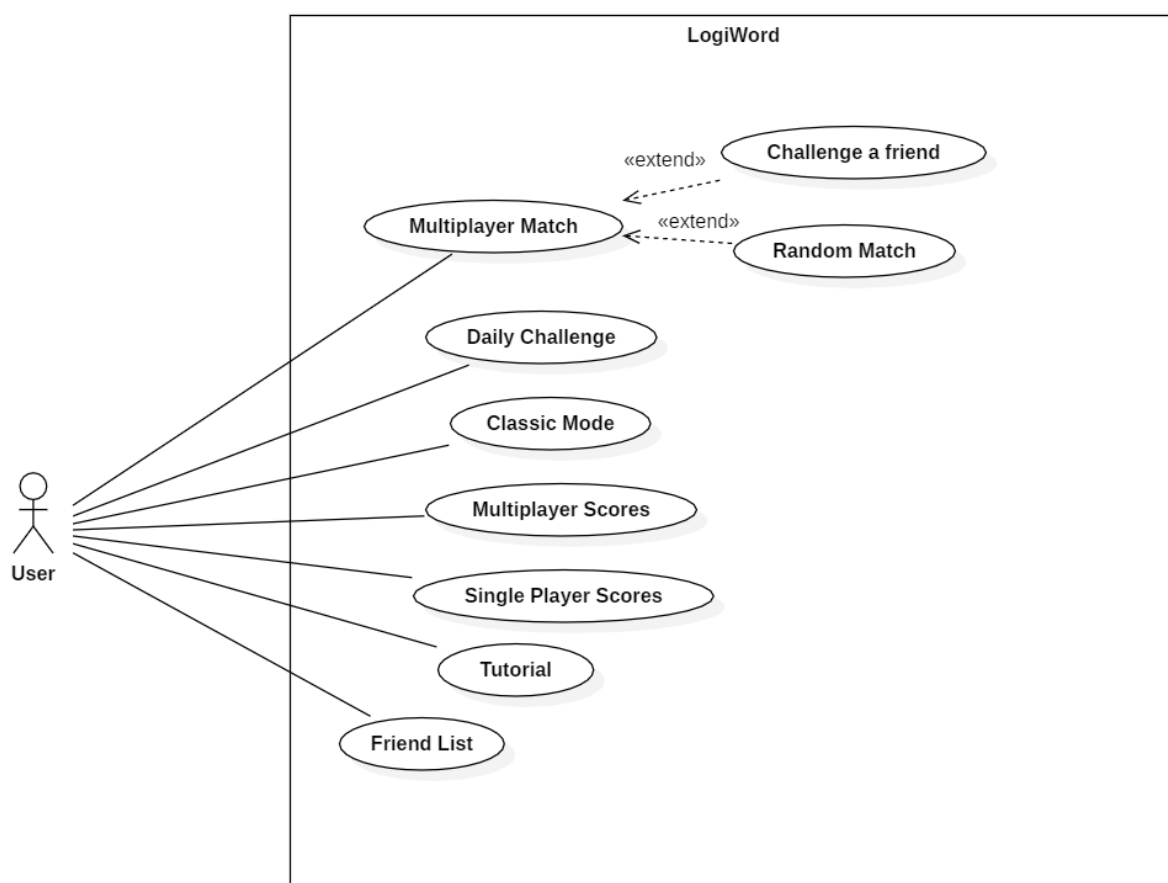 LogiWord
Challenge a friend
«extend»
Multiplayer Match
«extend»
Random Match
Daily Challenge
Classic Mode
Multiplayer Scores
User
Single Player Scores
Tutorial
Friend List